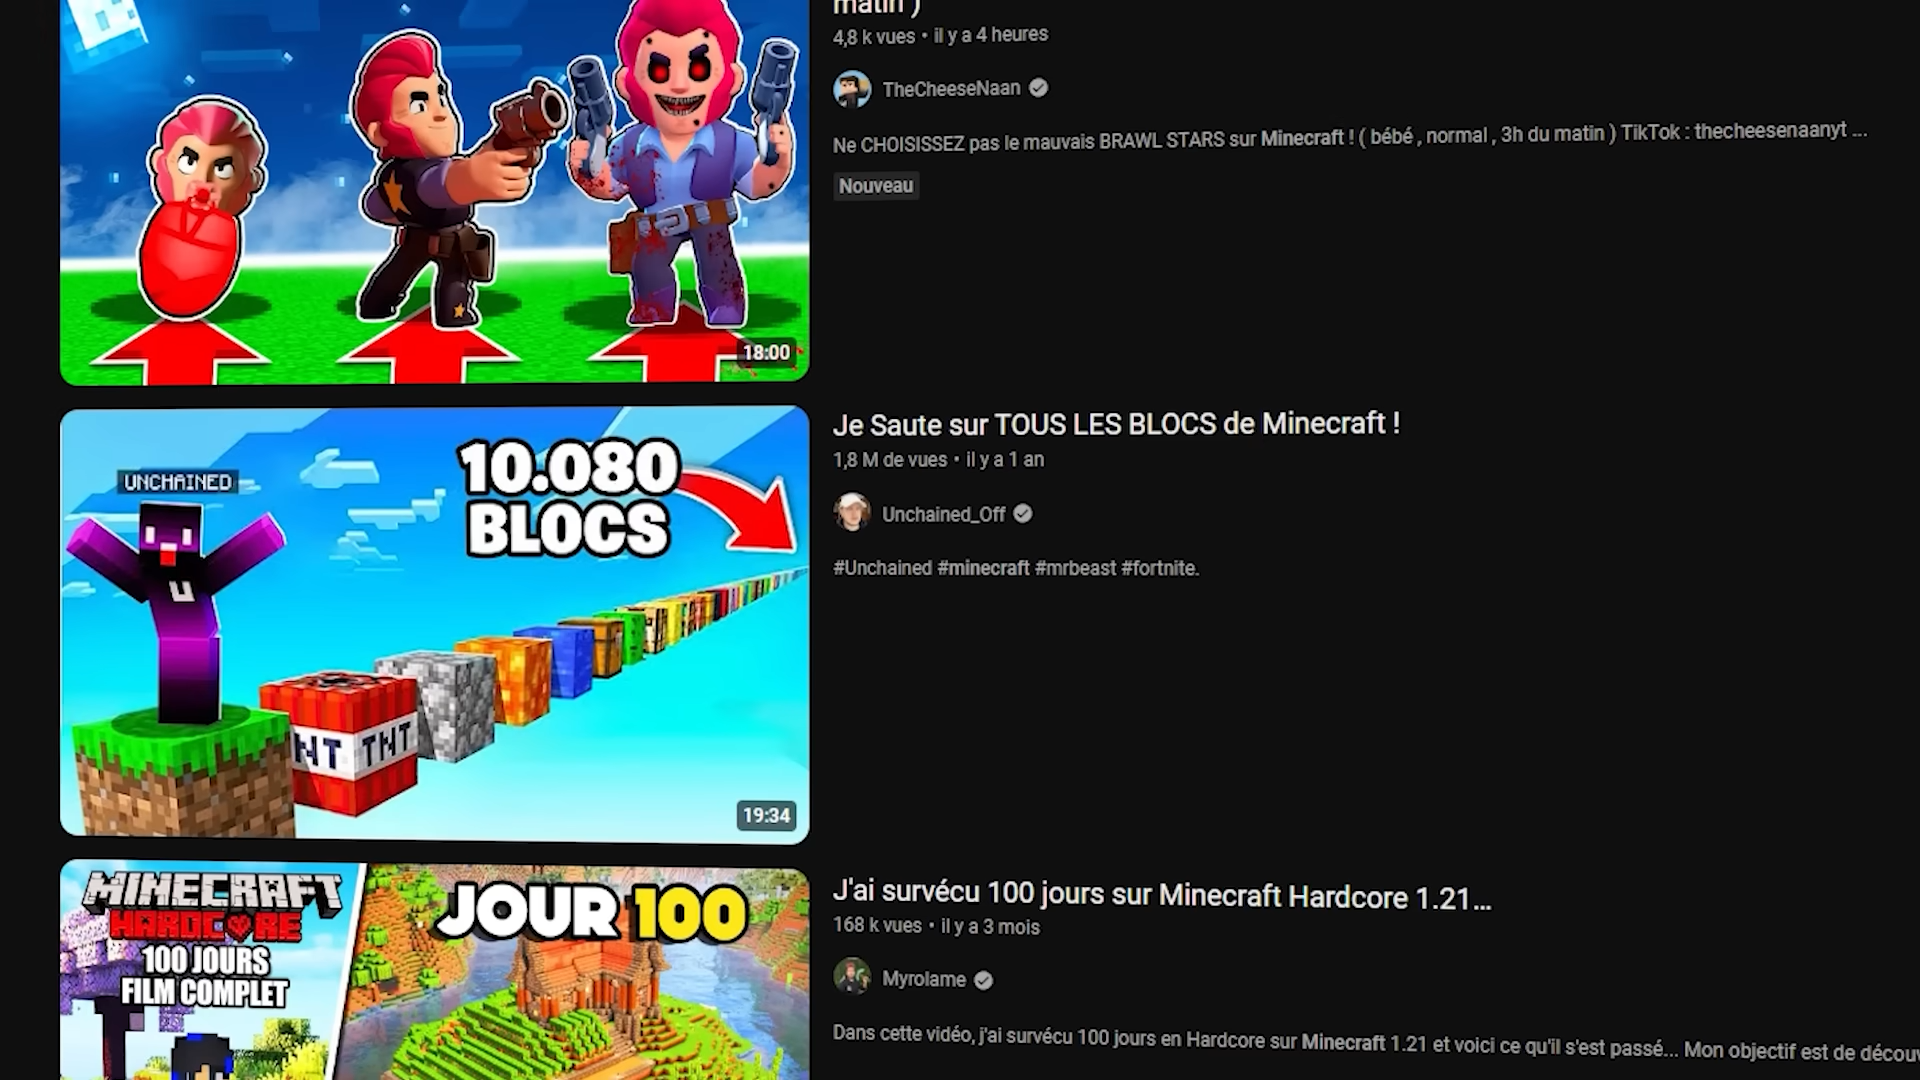 matin )
4,8 k vues • il y a 4 heures
TheCheeseNaan
Ne CHOISISSEZ pas le mauvais BRAWL STARS sur Minecraft ! ( bébé , normal , 3h du matin ) TikTok : thecheesenaanyt ...
Nouveau
18:00
UNCHAINED
10.080
BLOCS
U
NT TNT
19:34
Je Saute sur TOUS LES BLOCS de Minecraft !
1,8 M de vues • il y a 1 an
Unchained_Off
#Unchained #minecraft #mrbeast #fortnite.
MINECRAFT
HARDCORE
100 JOURS
FILM COMPLET
JOUR 100
J'ai survécu 100 jours sur Minecraft Hardcore 1.21...
168 k vues • il y a 3 mois
Myrolame
Dans cette vidéo, j'ai survécu 100 jours en Hardcore sur Minecraft 1.21 et voici ce qu'il s'est passé... Mon objectif est de découv